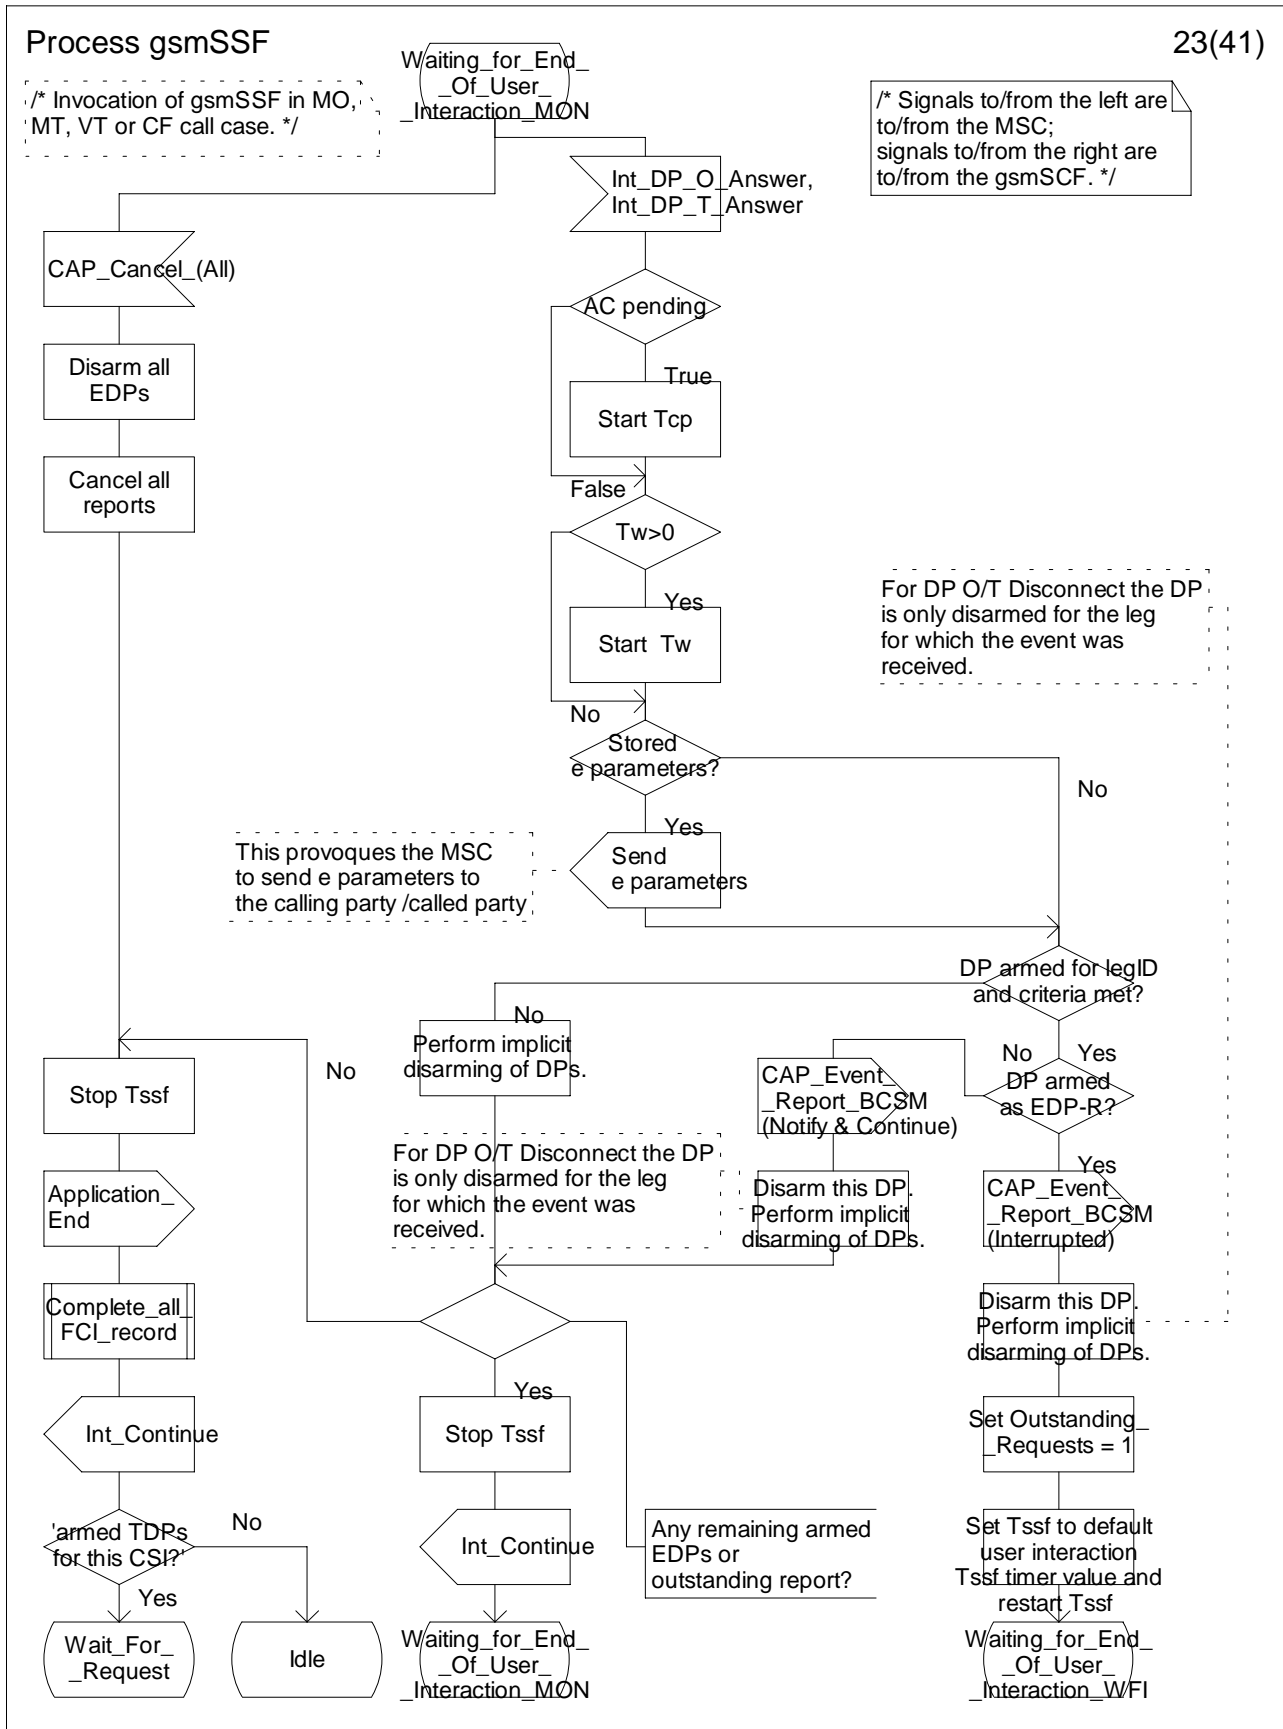 Process gsmSSF
23(41)
/* Invocation of gsmSSF in MO,
MT, VT or CF call case. */
Waiting_for_End_
_Of_User_
_Interaction_MON
/* Signals to/from the left are
to/from the MSC;
signals to/from the right are
to/from the gsmSCF. */
Int_DP_O_Answer,
Int_DP_T_Answer
CAP_Cancel_(All)
AC pending
Disarm all
EDPs
True
Start Tcp
Cancel all
reports
False
Tw>0
For DP O/T Disconnect the DP
is only disarmed for the leg
for which the event was
received.
Yes
Start Tw
No
Stored
e parameters?
No
Yes
This provoques the MSC
to send e parameters to
the calling party /called party
Send
e parameters
DP armed for legID
and criteria met?
No
Perform implicit
disarming of DPs.
No
No
Yes
Stop Tssf
CAP_Event_
_Report_BCSM
(Notify & Continue)
DP armed
as EDP-R?
For DP O/T Disconnect the DP
is only disarmed for the leg
for which the event was
received.
Yes
Application_
End
Disarm this DP.
Perform implicit
disarming of DPs.
CAP_Event_
_Report_BCSM
(Interrupted)
Complete_all_
FCI_record
Disarm this DP.
Perform implicit
disarming of DPs.
Yes
Int_Continue
Stop Tssf
Set Outstanding_
_Requests = 1
'armed TDPs
for this CSI?'
No
Int_Continue
Any remaining armed
EDPs or
outstanding report?
Set Tssf to default
user interaction
Tssf timer value and
restart Tssf
Yes
Wait_For_
_Request
Idle
Waiting_for_End_
_Of_User_
_Interaction_MON
Waiting_for_End_
_Of_User_
_Interaction_WFI